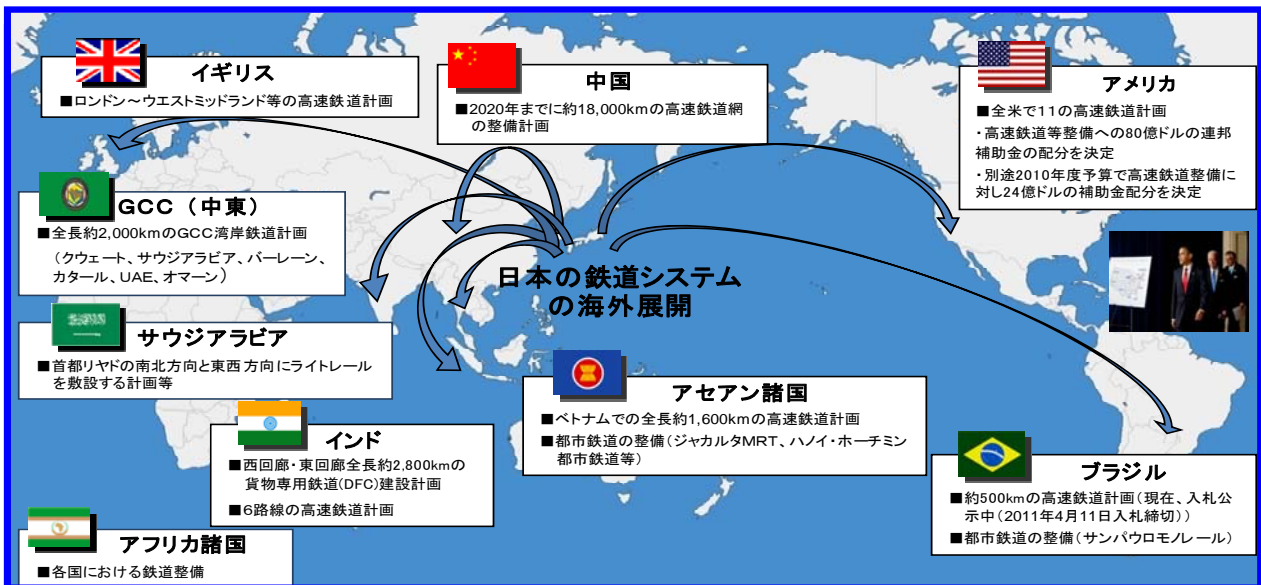 イギリス
■ロンドン～ウエストミッドランド等の高速鉄道計画
中国
■2020年までに約18,000kmの高速鉄道網
の整備計画
アメリカ
■全米で11の高速鉄道計画
・高速鉄道等整備への80億ドルの連邦
補助金の配分を決定
・別途2010年度予算で高速鉄道整備に
対し24億ドルの補助金配分を決定
GCC（中東）
■全長約2,000kmのGCC湾岸鉄道計画
（クウェート、サウジアラビア、バーレーン、
カタール、UAE、オマーン）
日本の鉄道システム
の海外展開
サウジアラビア
■首都リヤドの南北方向と東西方向にライトレール
を敷設する計画等
アセアン諸国
■ベトナムでの全長約1,600kmの高速鉄道計画
■都市鉄道の整備（ジャカルタMRT、ハノイ・ホーチミン
都市鉄道等）
インド
■西回廊・東回廊全長約2,800kmの
貨物専用鉄道(DFC)建設計画
■6路線の高速鉄道計画
ブラジル
■約500kmの高速鉄道計画（現在、入札公
示中（2011年4月11日入札締切））
■都市鉄道の整備（サンパウロモノレール）
アフリカ諸国
■各国における鉄道整備